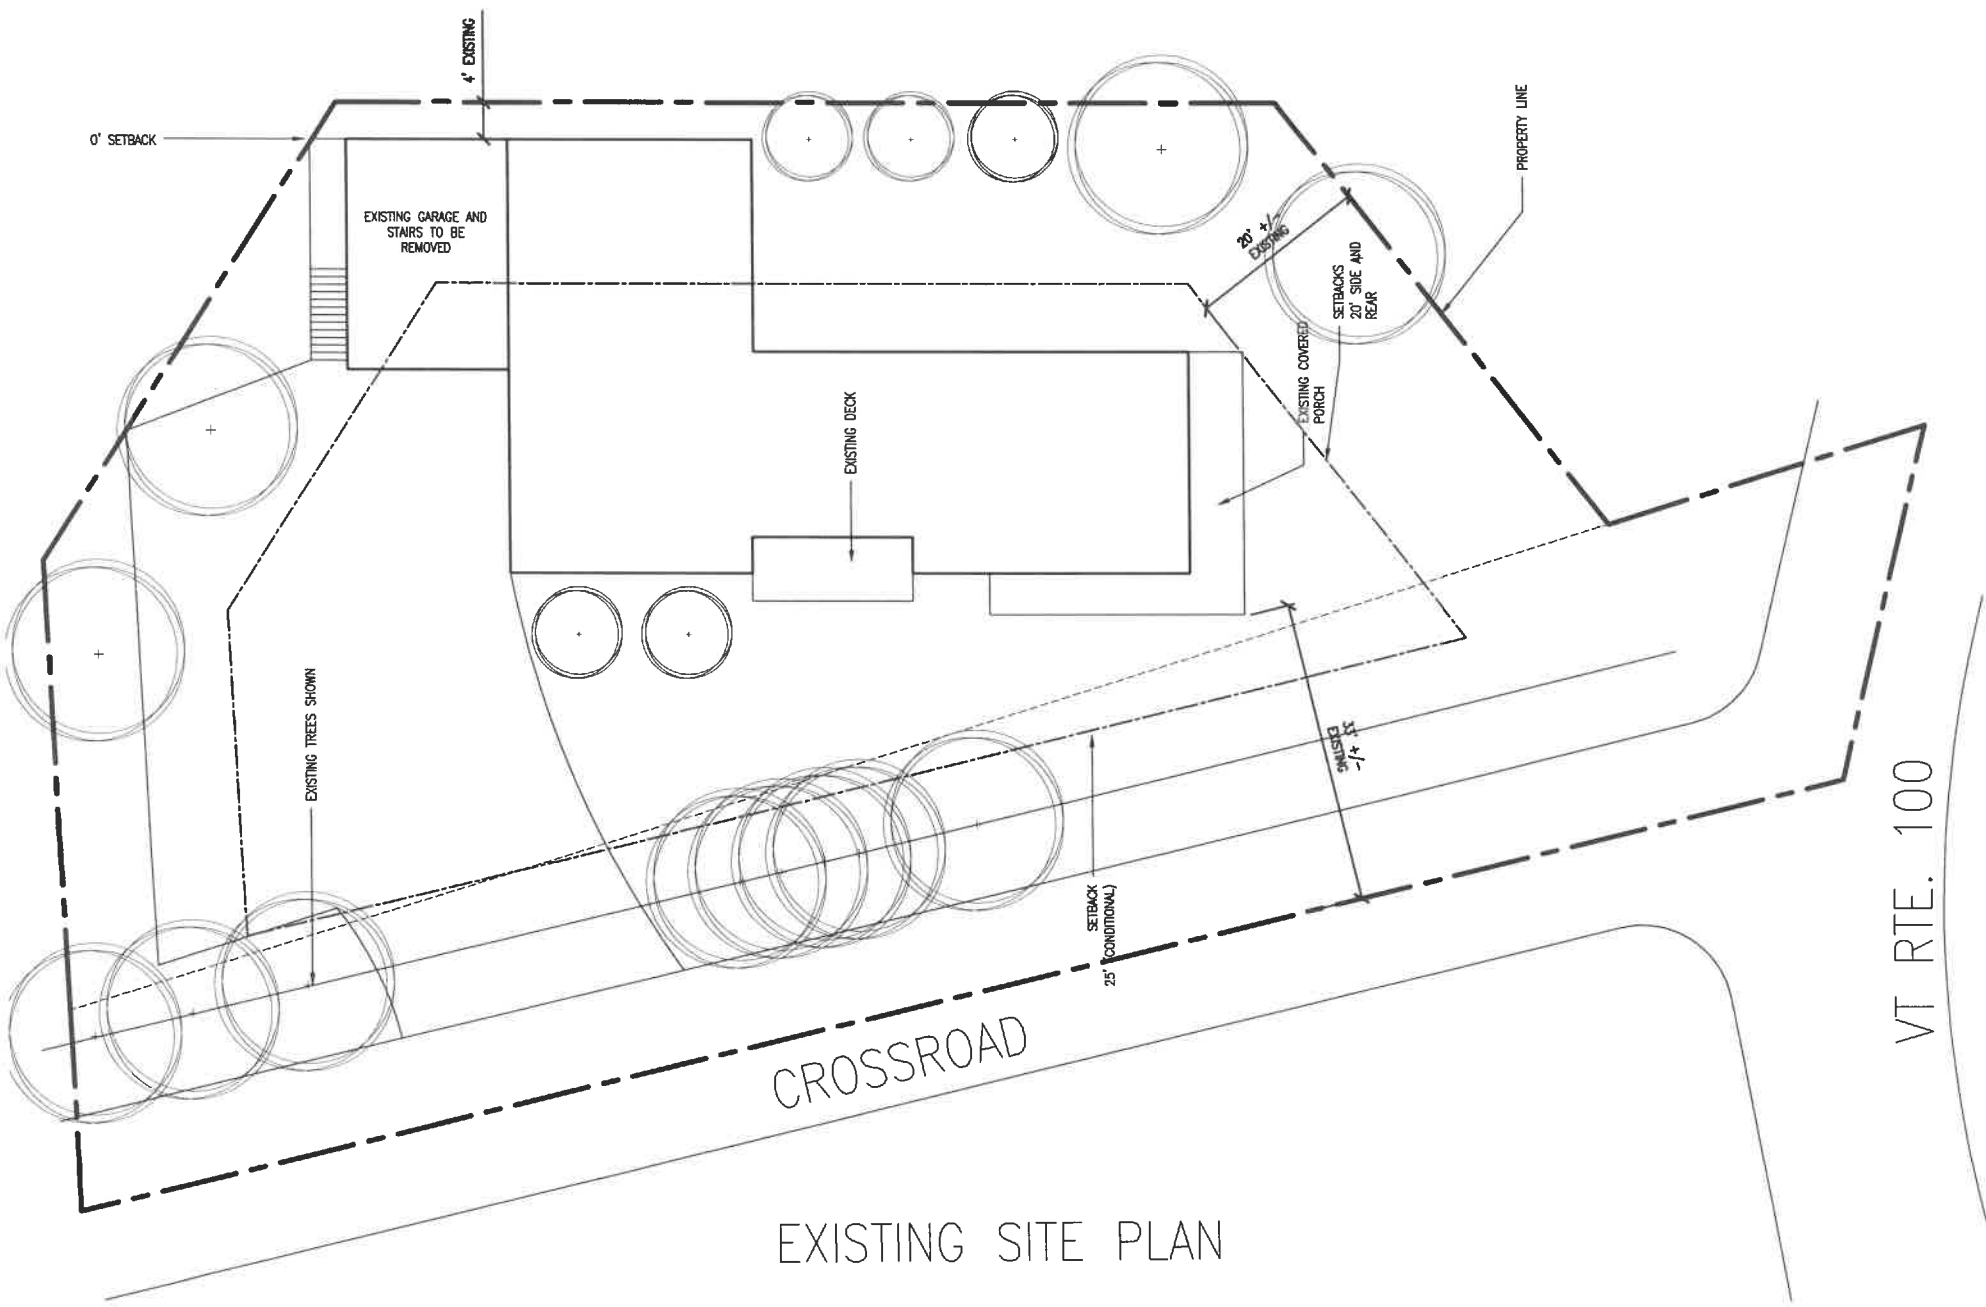 4' EXISTING
0' SETBACK
EXISTING GARAGE AND
STAIRS TO BE
REMOVED
20' +/-
EXISTING
PROPERTY LINE
SETBACKS
20' SIDE AND
REAR
EXISTING COVERED
PORCH
EXISTING DECK
EXISTING TREES SHOWN
33' +/-
EXISTING
SETBACK
25' (CONDITIONAL)
CROSSROAD
VT RTE. 100
EXISTING SITE PLAN